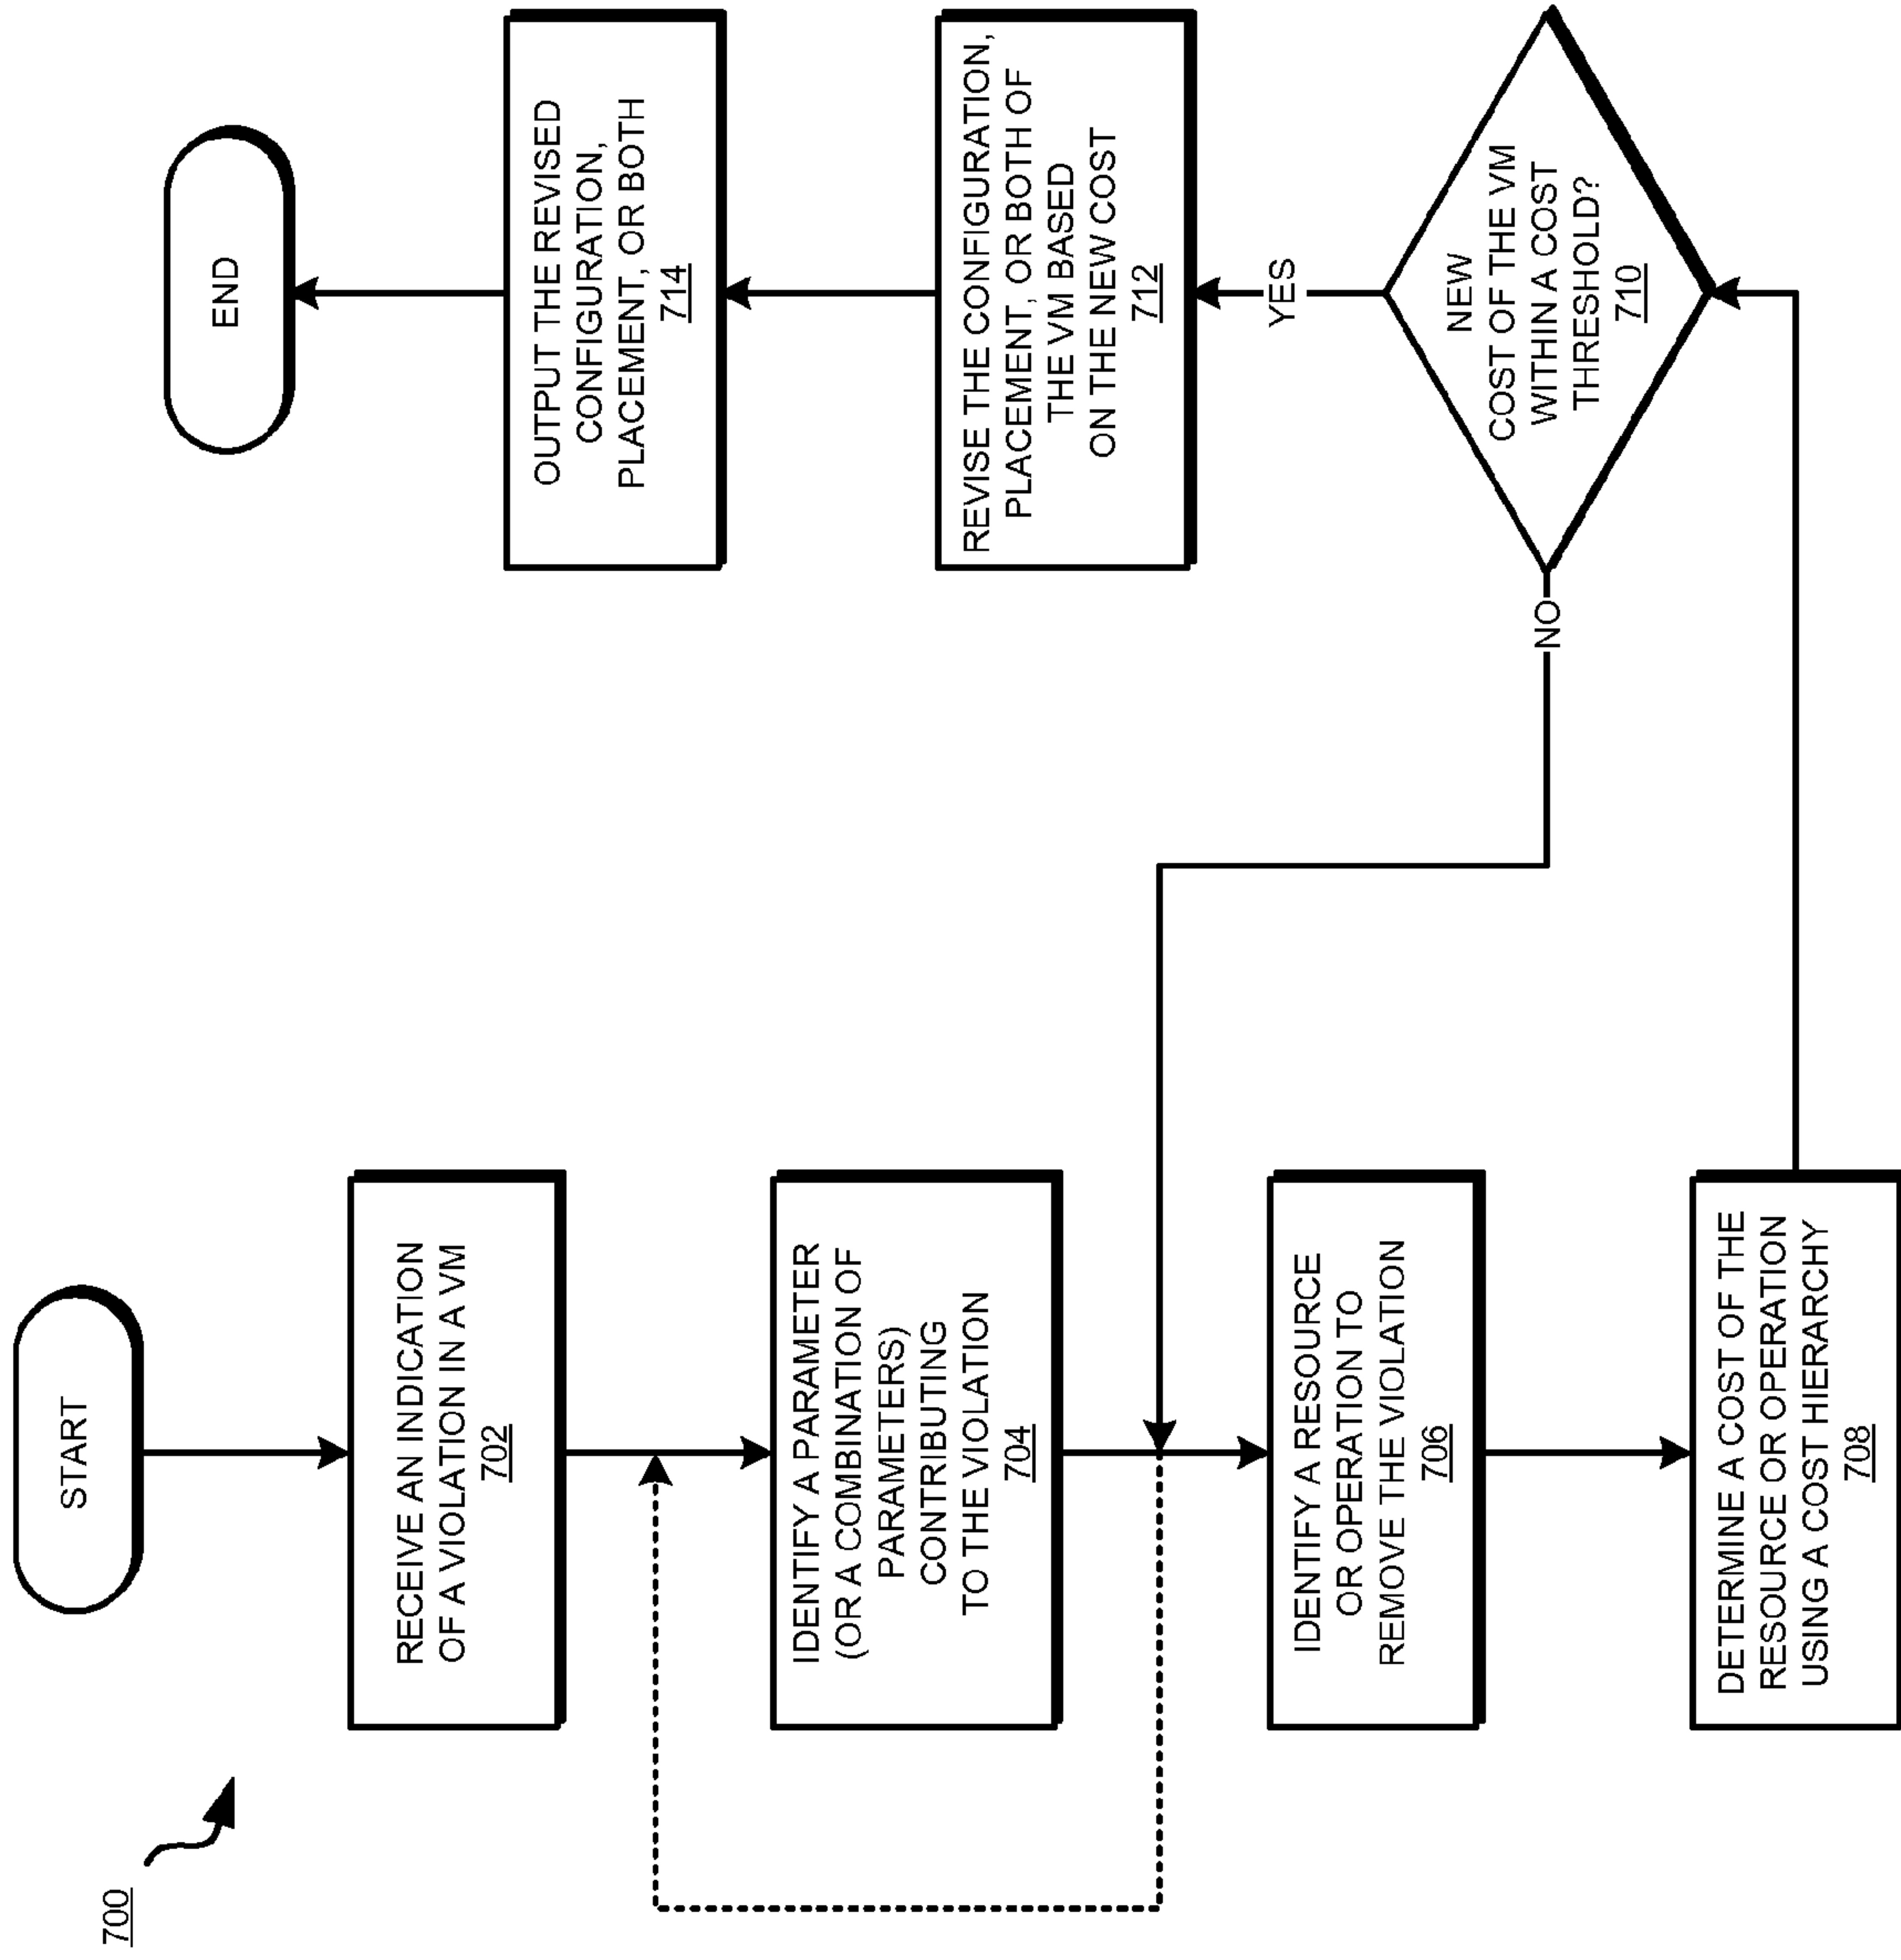 700
START
RECEIVE AN INDICATION
OF A VIOLATION IN A VM
702
IDENTIFY A PARAMETER
(OR A COMBINATION OF
PARAMETERS)
CONTRIBUTING
TO THE VIOLATION
704
IDENTIFY A RESOURCE
OR OPERATION TO
REMOVE THE VIOLATION
706
DETERMINE A COST OF THE
RESOURCE OR OPERATION
USING A COST HIERARCHY
708
NEW
COST OF THE VM
WITHIN A COST
THRESHOLD?
710
NO
YES
REVISE THE CONFIGURATION,
PLACEMENT, OR BOTH OF
THE VM BASED
ON THE NEW COST
712
OUTPUT THE REVISED
CONFIGURATION,
PLACEMENT, OR BOTH
714
END